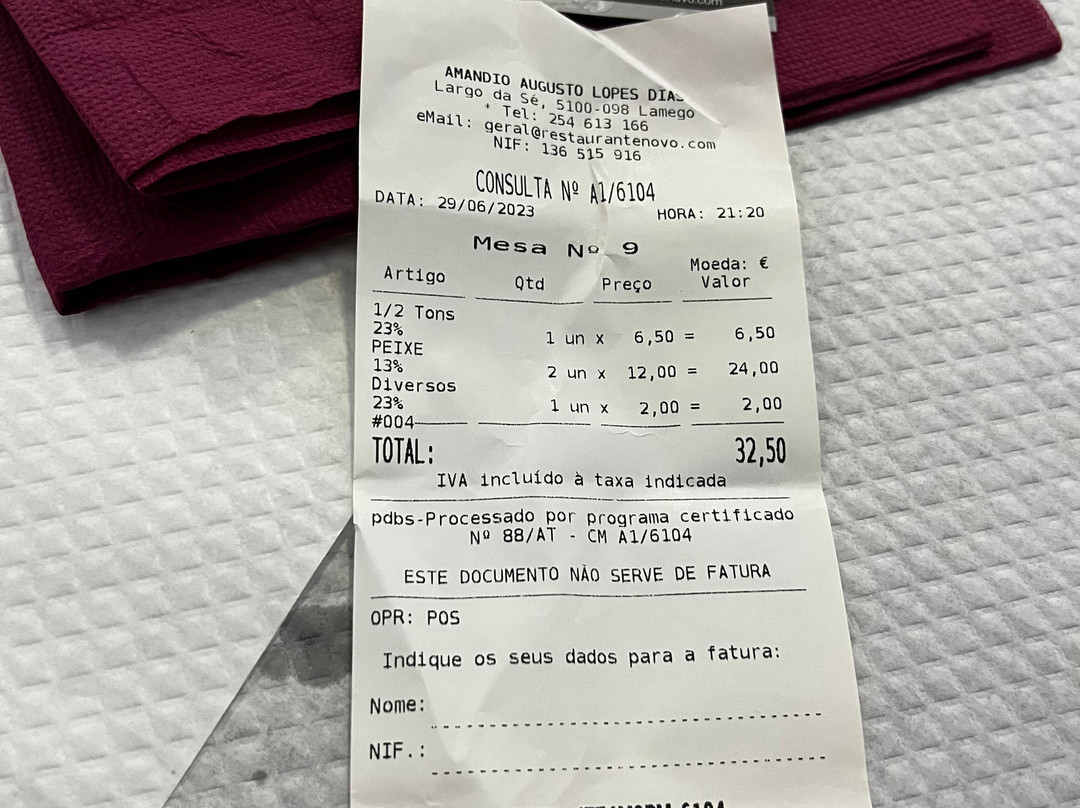 novo.com
AMANDIO AUGUSTO LOPES DIAS
Largo da Sé, 5100-098 Lamego
* Tel: 254 613 166
eMail: geral@restaurantenovo.com
NIF: 136 515 916
CONSULTA Nº A1/6104
DATA: 29/06/2023 HORA: 21:20
Mesa Nº 9
Moeda: €
Artigo Qtd Preço Valor
1/2 Tons
23% 1 un x 6,50 = 6,50
PEIXE
13% 2 un x 12,00 = 24,00
Diversos
23% 1 un x 2,00 = 2,00
#004
TOTAL: 32,50
IVA incluído à taxa indicada
pdbs-Processado por programa certificado
Nº 88/AT - CM A1/6104
ESTE DOCUMENTO NÃO SERVE DE FATURA
OPR: POS
Indique os seus dados para a fatura:
Nome:
NIF.: